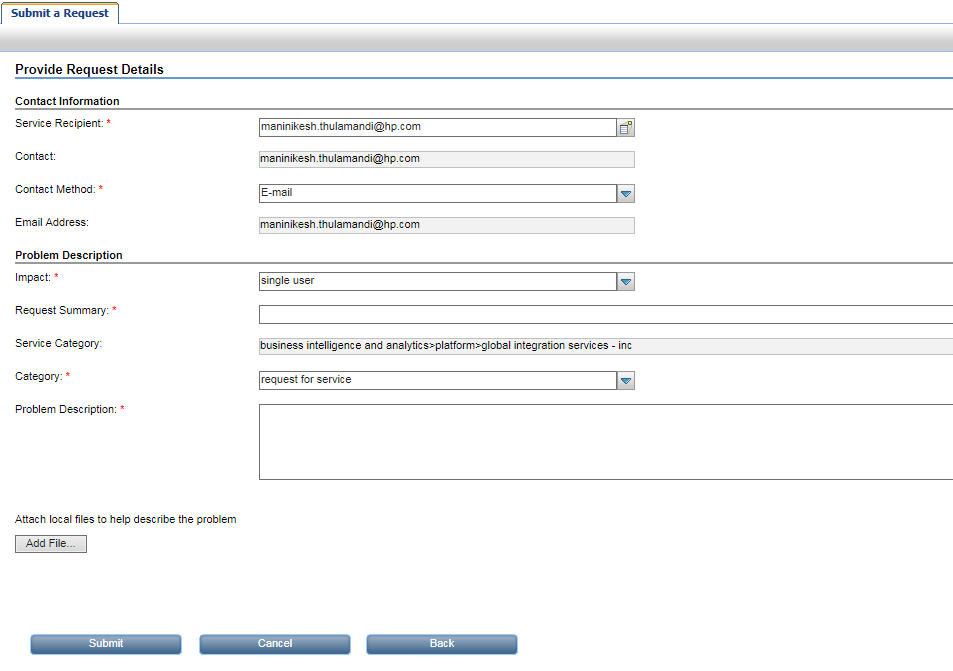 Submit a Request
Provide Request Details
Contact Information
Service Recipient: * maninikesh.thulamandi@hp.com
Contact: maninikesh.thulamandi@hp.com
Contact Method: * E-mail
Email Address: maninikesh.thulamandi@hp.com
Problem Description
Impact: * single user
Request Summary: *
Service Category: business intelligence and analytics>platform>global integration services - inc
Category: * request for service
Problem Description: *
Attach local files to help describe the problem
Add File...
Submit Cancel Back